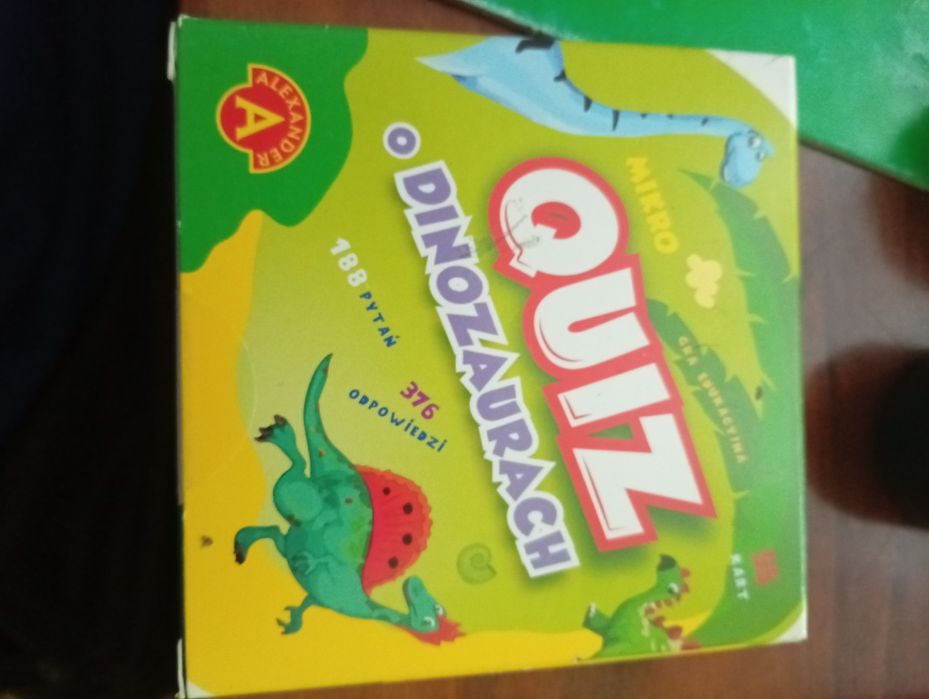 ALEXANDER
A
MIKRO
QUIZ
O DINOZAURACH
GRA EDUKACYJNA
188 PYTAŃ
376
ODPOWIEDZI
KART